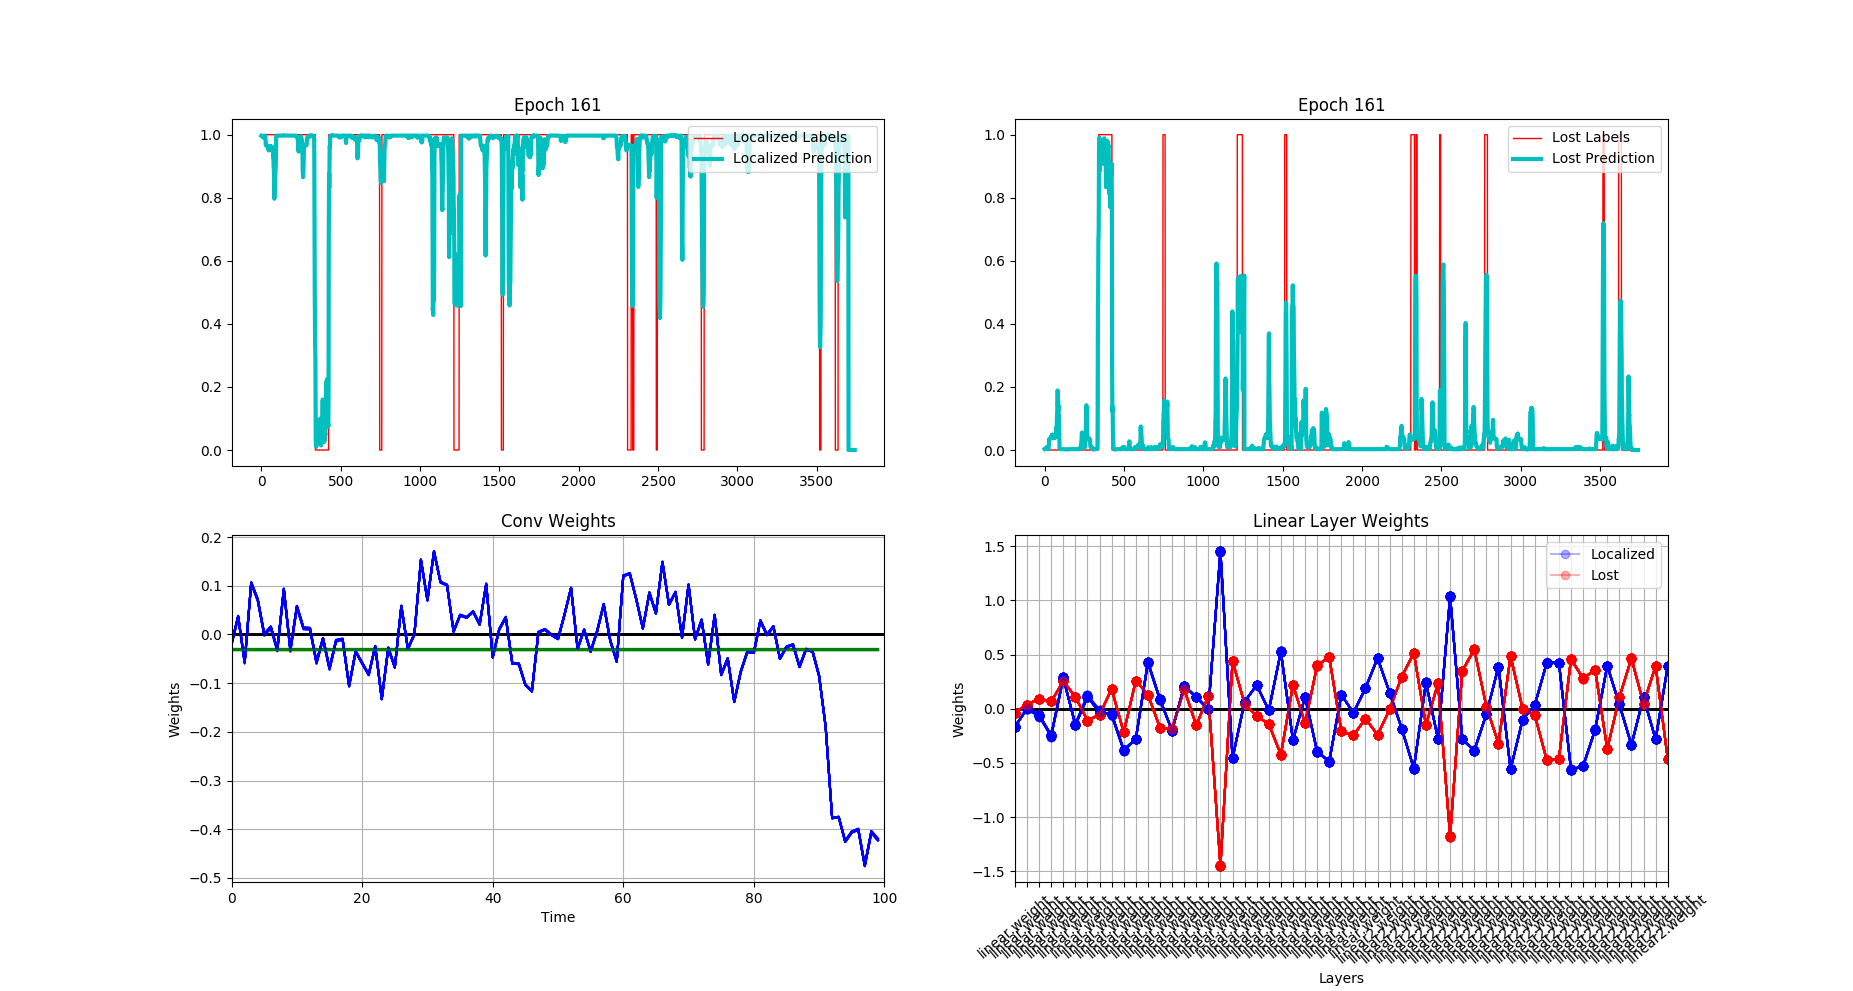 Epoch 161
1.0
0.8
0.6
0.4
0.2
0.0
Localized Labels
Localized Prediction
0 500 1000 1500 2000 2500 3000 3500
Epoch 161
1.0
0.8
0.6
0.4
0.2
0.0
Lost Labels
Lost Prediction
0 500 1000 1500 2000 2500 3000 3500
Conv Weights
Weights
0.2
0.1
0.0
−0.1
−0.2
−0.3
−0.4
−0.5
0 20 40 60 80 100
Time
Linear Layer Weights
Weights
1.5
1.0
0.5
0.0
−0.5
−1.0
−1.5
Localized
Lost
linear.weight
linear2.weight
Layers